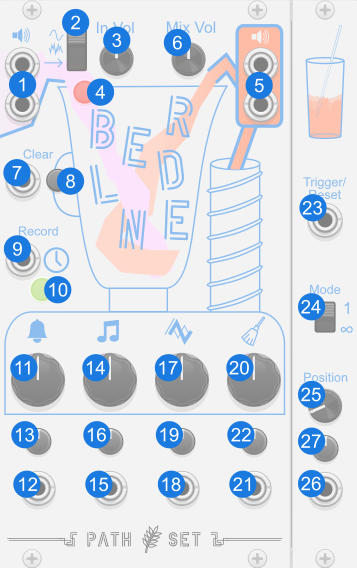 2
In Vol
Mix Vol
3
6
1
4
5
B E R
L D
N E
Clear
7
8
Record
9
10
11
14
17
20
13
16
19
22
12
15
18
21
PATH SET
Trigger/
Reset
23
Mode
24
1
∞
Position
25
27
26